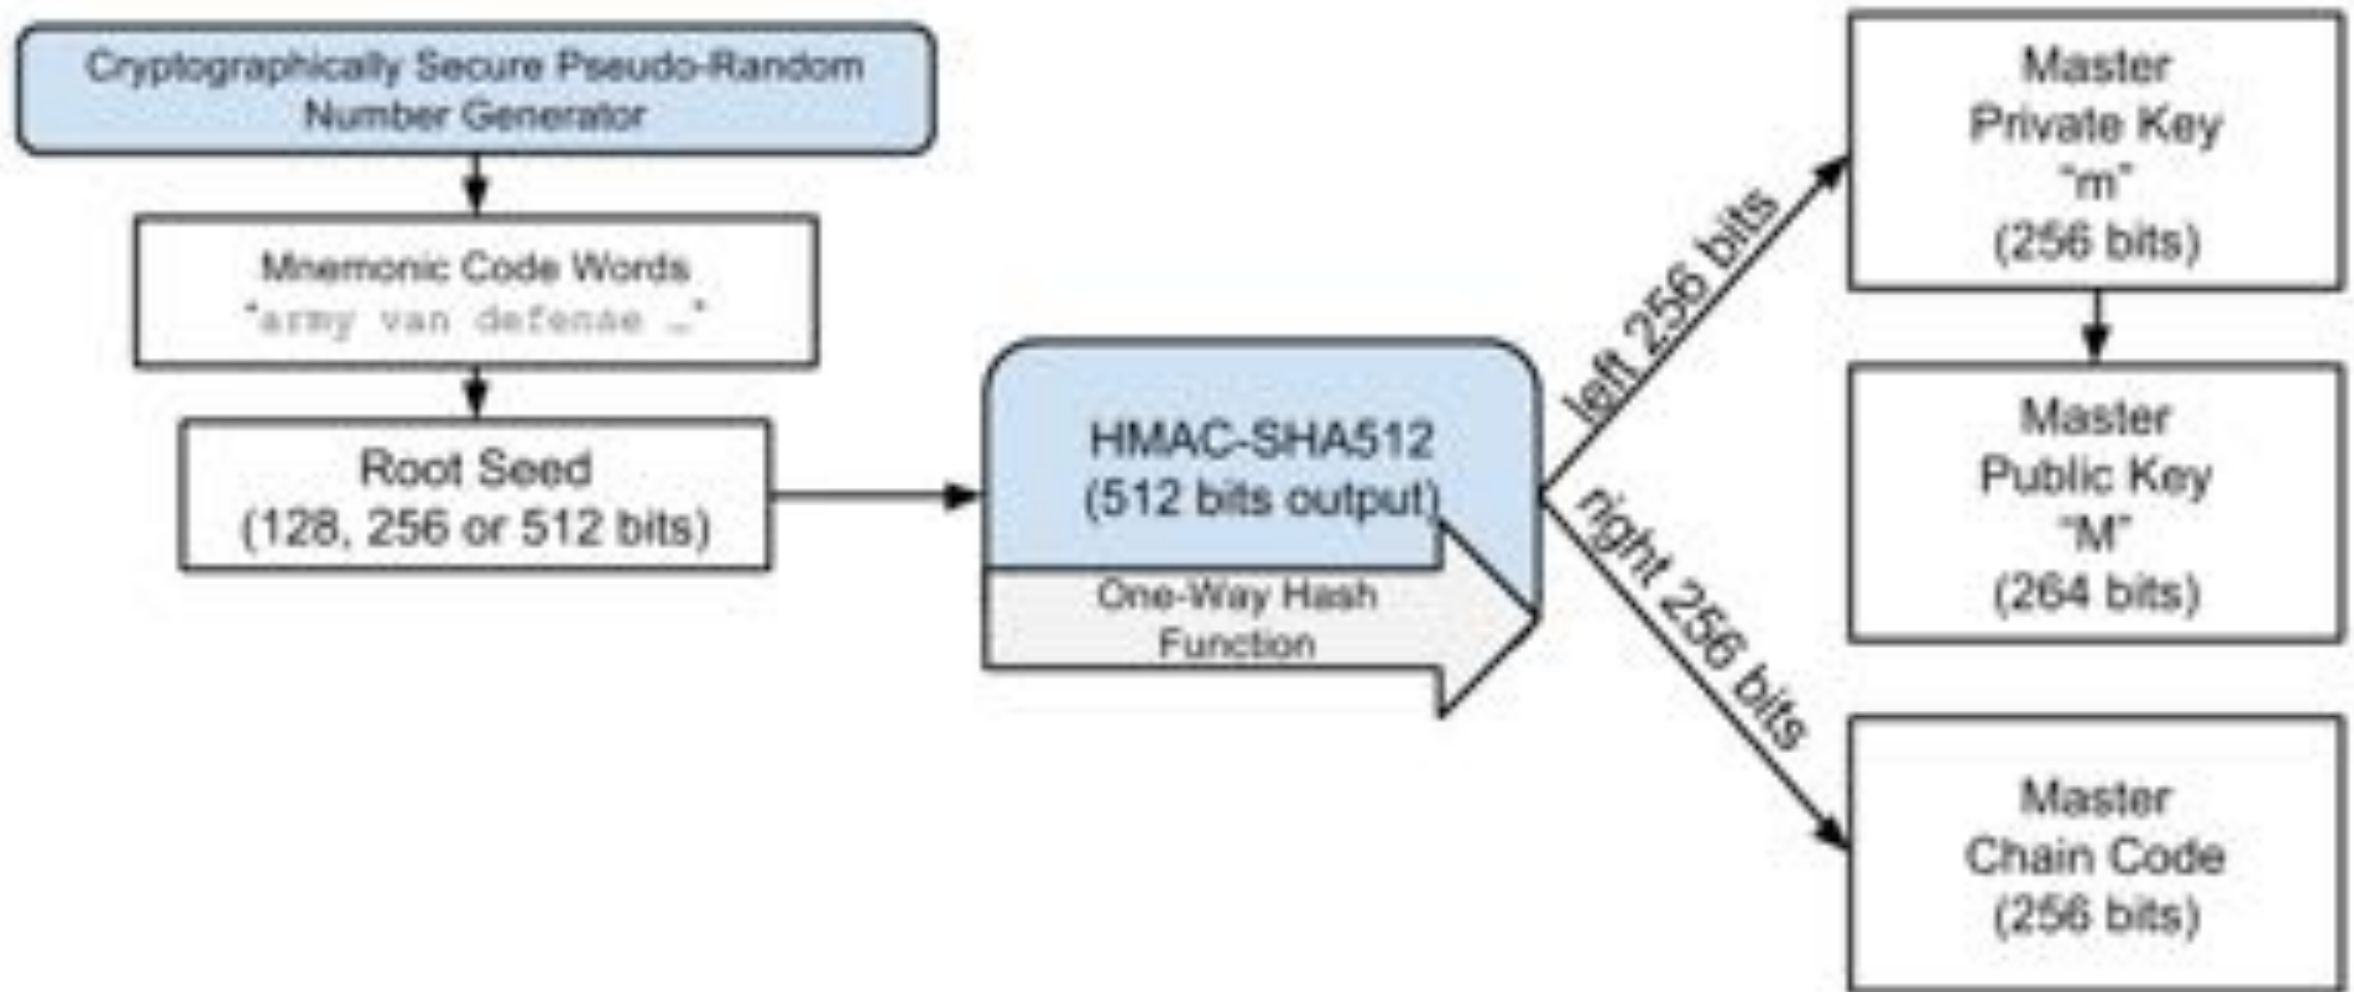 Cryptographically Secure Pseudo-Random
Number Generator
Mnemonic Code Words
"army van defense …"
Root Seed
(128, 256 or 512 bits)
HMAC-SHA512
(512 bits output)
One-Way Hash
Function
left 256 bits
right 256 bits
Master
Private Key
“m”
(256 bits)
Master
Public Key
“M”
(264 bits)
Master
Chain Code
(256 bits)